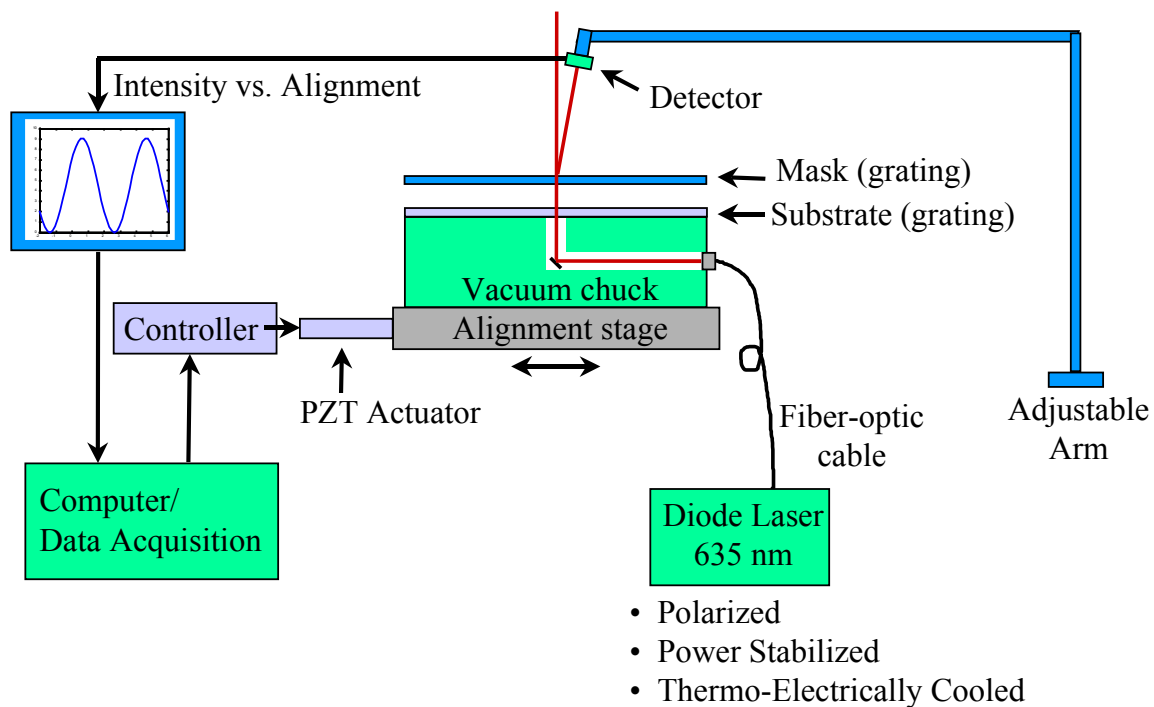 Intensity vs. Alignment
Detector
Mask (grating)
Substrate (grating)
Vacuum chuck
Controller
Alignment stage
PZT Actuator
Fiber-optic
cable
Adjustable
Arm
Computer/
Data Acquisition
Diode Laser
635 nm
• Polarized
• Power Stabilized
• Thermo-Electrically Cooled